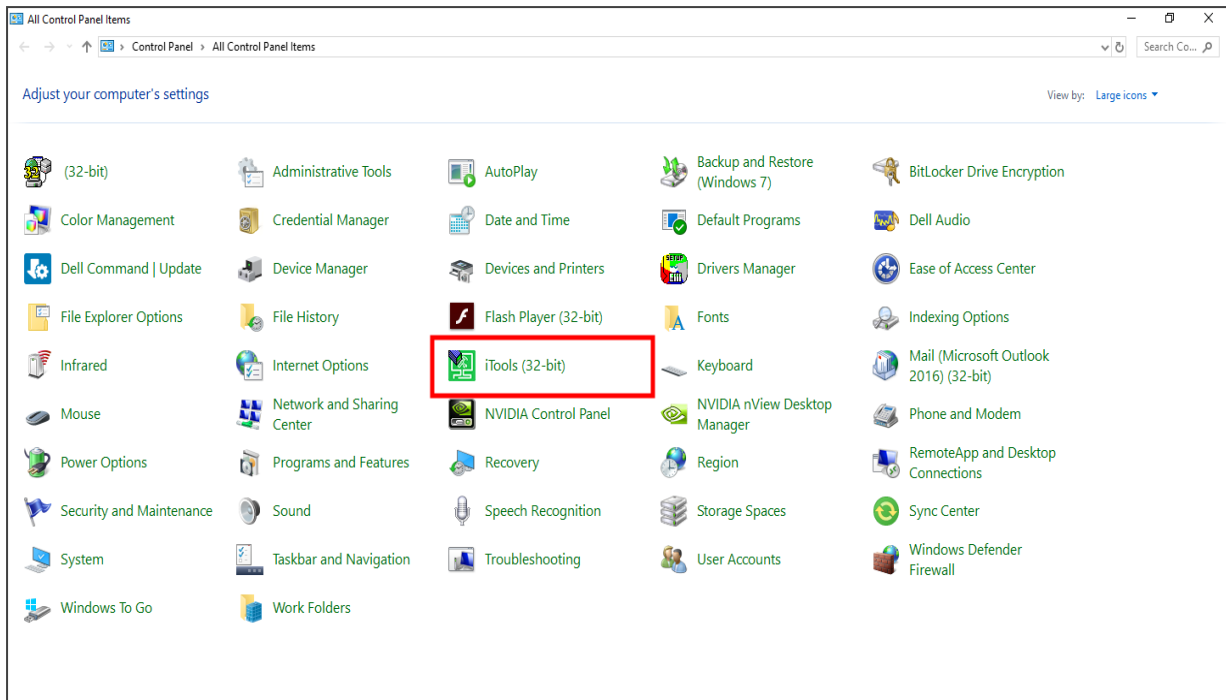 All Control Panel Items
Control Panel > All Control Panel Items
Search Co...
Adjust your computer's settings
View by: Large icons
(32-bit)
Administrative Tools
AutoPlay
Backup and Restore
(Windows 7)
BitLocker Drive Encryption
Color Management
Credential Manager
Date and Time
Default Programs
Dell Audio
Dell Command | Update
Device Manager
Devices and Printers
SETUP
Drivers Manager
Ease of Access Center
File Explorer Options
File History
Flash Player (32-bit)
Fonts
Indexing Options
Infrared
Internet Options
iTools (32-bit)
Keyboard
Mail (Microsoft Outlook
2016) (32-bit)
Mouse
Network and Sharing
Center
NVIDIA Control Panel
NVIDIA nView Desktop
Manager
Phone and Modem
Power Options
Programs and Features
Recovery
Region
RemoteApp and Desktop
Connections
Security and Maintenance
Sound
Speech Recognition
Storage Spaces
Sync Center
System
Taskbar and Navigation
Troubleshooting
User Accounts
Windows Defender
Firewall
Windows To Go
Work Folders